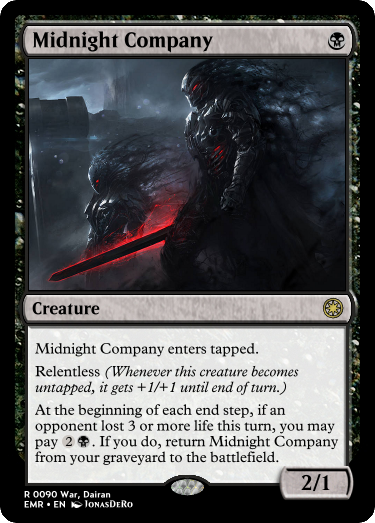 Midnight Company
Creature
Midnight Company enters tapped.
Relentless (Whenever this creature becomes
untapped, it gets +1/+1 until end of turn.)
At the beginning of each end step, if an
opponent lost 3 or more life this turn, you may
pay 2 . If you do, return Midnight Company
from your graveyard to the battlefield.
2/1
R 0090 War, Dairan
EMR • EN JonasDeRo